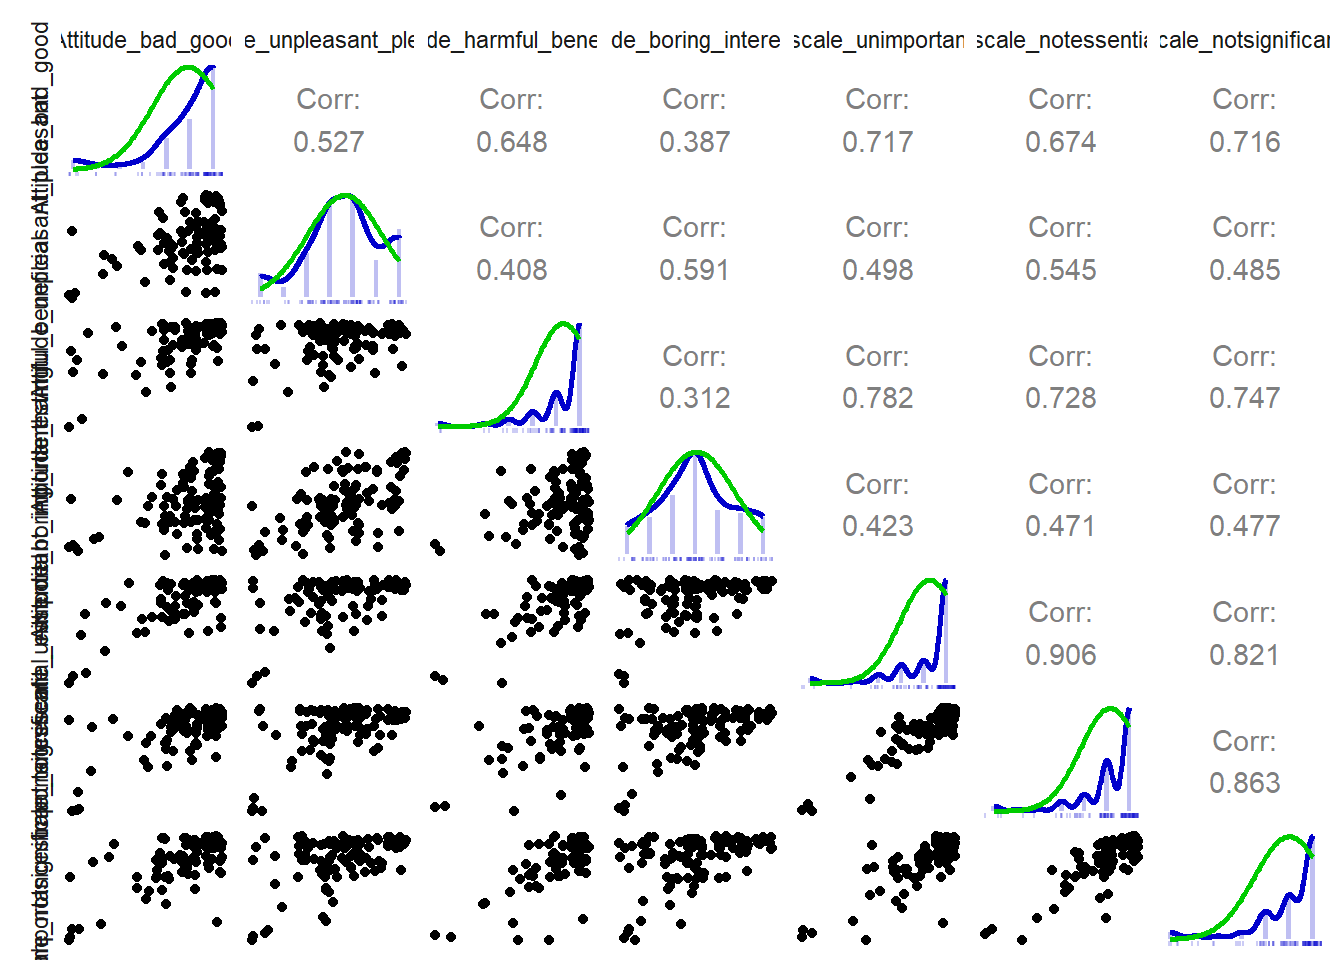 Attitude_bad_good
e_unpleasant_ple
de_harmful_bene
de_boring_intere
scale_unimportan
scale_notessentia
cale_notsignifican
Corr:
0.527
Corr:
0.648
Corr:
0.387
Corr:
0.717
Corr:
0.674
Corr:
0.716
Corr:
0.408
Corr:
0.591
Corr:
0.498
Corr:
0.545
Corr:
0.485
Corr:
0.312
Corr:
0.782
Corr:
0.728
Corr:
0.747
Corr:
0.423
Corr:
0.471
Corr:
0.477
Corr:
0.906
Corr:
0.821
Corr:
0.863